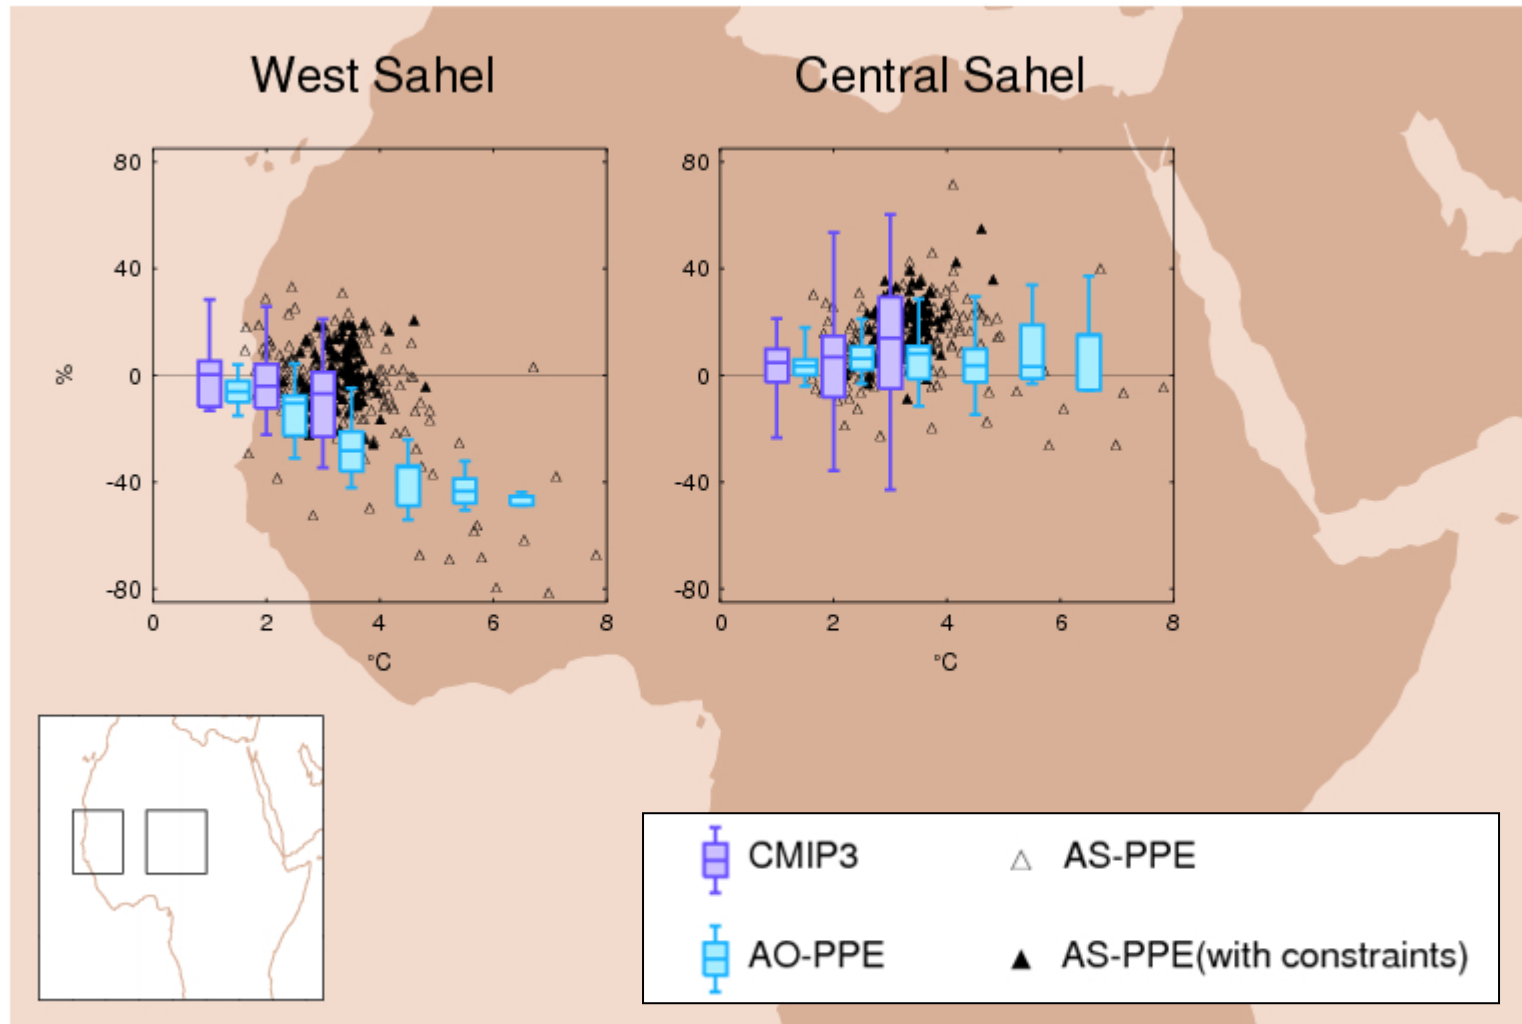 West Sahel
Central Sahel
80
40
0
-40
-80
%
0 2 4 6 8
°C
80
40
0
-40
-80
0 2 4 6 8
°C
CMIP3
AS-PPE
AO-PPE
AS-PPE(with constraints)